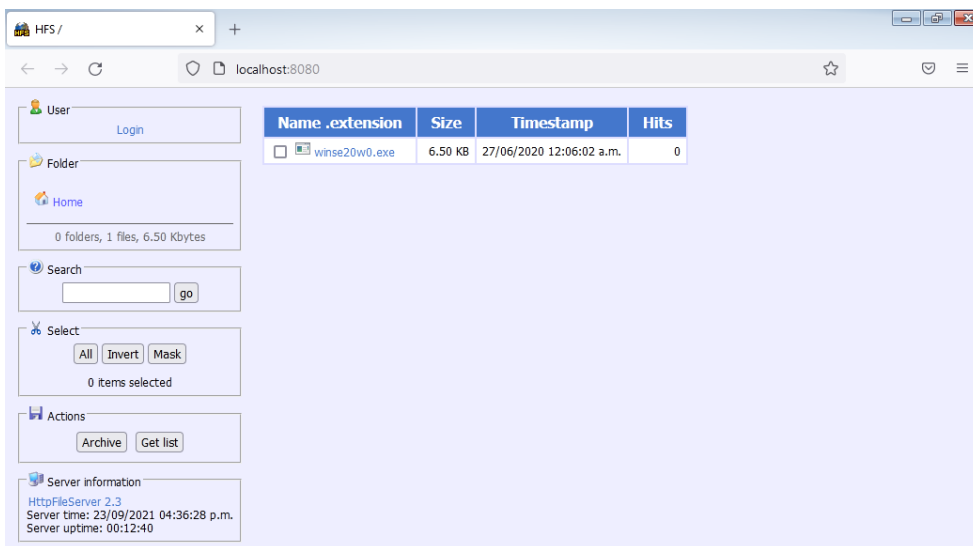 HFS /
localhost:8080
User
Login
Folder
Home
0 folders, 1 files, 6.50 Kbytes
Search
go
Select
All Invert Mask
0 items selected
Actions
Archive Get list
Server information
HttpFileServer 2.3
Server time: 23/09/2021 04:36:28 p.m.
Server uptime: 00:12:40
Name .extension Size Timestamp Hits
winse20w0.exe 6.50 KB 27/06/2020 12:06:02 a.m. 0